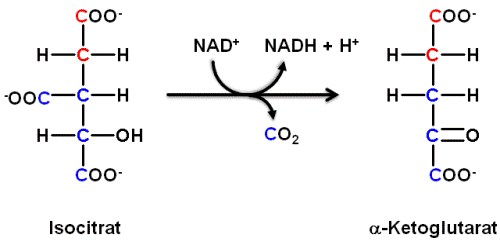 COO⁻
H C H
⁻OOC C H
H C OH
COO⁻
Isocitrat
NAD⁺ NADH + H⁺
CO₂
COO⁻
H C H
H C H
C O
COO⁻
α-Ketoglutarat